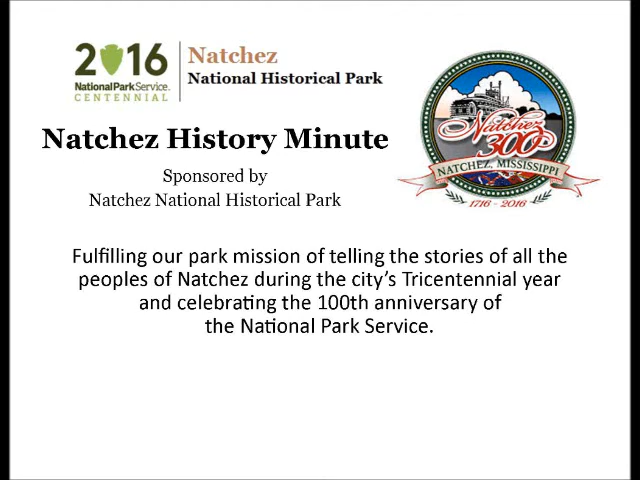 2016
National Park Service™
CENTENNIAL
Natchez
National Historical Park
Natchez History Minute
Sponsored by
Natchez National Historical Park
Natchez
300
NATCHEZ, MISSISSIPPI
1716 - 2016
Fulfilling our park mission of telling the stories of all the
peoples of Natchez during the city’s Tricentennial year
and celebrating the 100th anniversary of
the National Park Service.